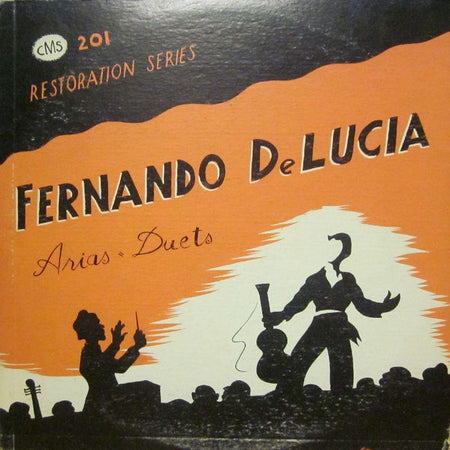 CMS 201
RESTORATION SERIES
FERNANDO DeLUCIA
Arias - Duets